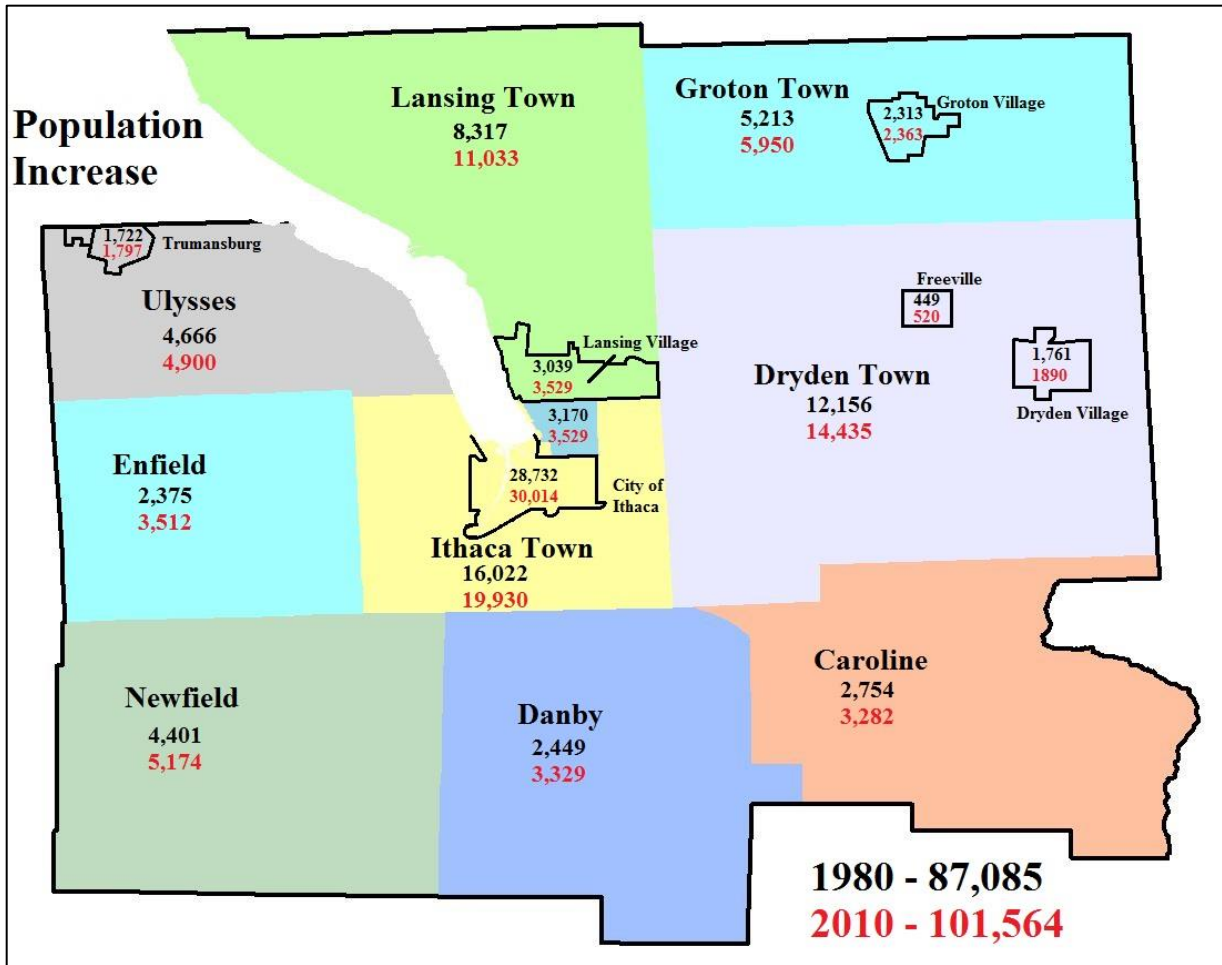 Population
Increase
Lansing Town
8,317
11,033
Groton Town
5,213
5,950
Groton Village
2,313
2,363
1,722
1,797
Trumansburg
Ulysses
4,666
4,900
Freeville
449
520
Lansing Village
3,039
3,529
1,761
1890
Dryden Village
Dryden Town
12,156
14,435
3,170
3,529
Enfield
2,375
3,512
28,732
30,014
City of
Ithaca
Ithaca Town
16,022
19,930
Caroline
2,754
3,282
Newfield
4,401
5,174
Danby
2,449
3,329
1980 - 87,085
2010 - 101,564